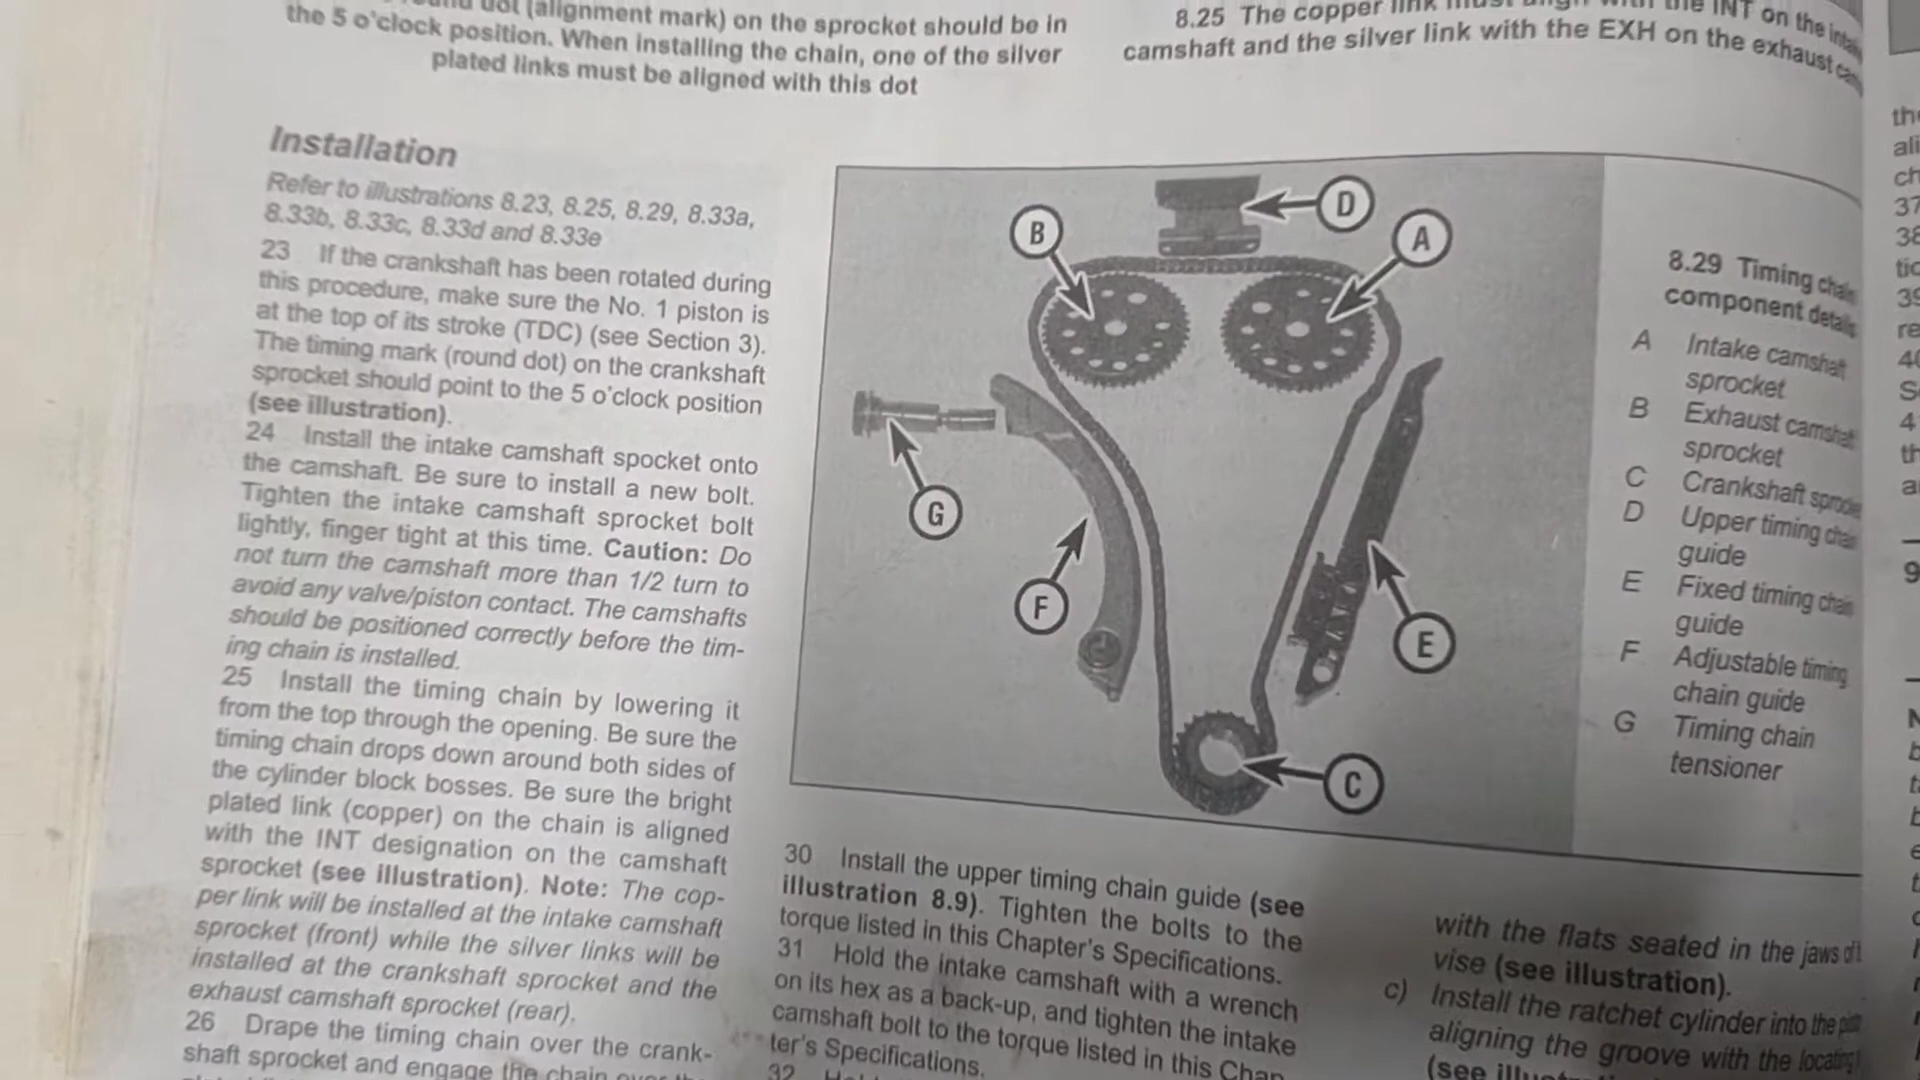 dot (alignment mark) on the sprocket should be in
the 5 o'clock position. When installing the chain, one of the silver
plated links must be aligned with this dot
8.25 The copper link must align with the INT on the
camshaft and the silver link with the EXH on the exhaust
Installation
Refer to illustrations 8.23, 8.25, 8.29, 8.33a,
8.33b, 8.33c, 8.33d and 8.33e
23 If the crankshaft has been rotated during
this procedure, make sure the No. 1 piston is
at the top of its stroke (TDC) (see Section 3).
The timing mark (round dot) on the crankshaft
sprocket should point to the 5 o'clock position
(see illustration).
24 Install the intake camshaft spocket onto
the camshaft. Be sure to install a new bolt.
Tighten the intake camshaft sprocket bolt
lightly, finger tight at this time. Caution: Do
not turn the camshaft more than 1/2 turn to
avoid any valve/piston contact. The camshafts
should be positioned correctly before the tim-
ing chain is installed.
25 Install the timing chain by lowering it
from the top through the opening. Be sure the
timing chain drops down around both sides of
the cylinder block bosses. Be sure the bright
plated link (copper) on the chain is aligned
with the INT designation on the camshaft
sprocket (see illustration). Note: The cop-
per link will be installed at the intake camshaft
sprocket (front) while the silver links will be
installed at the crankshaft sprocket and the
exhaust camshaft sprocket (rear).
26 Drape the timing chain over the crank-
shaft sprocket and engage the chain over
B
D
A
G
F
E
C
8.29 Timing chain
component details
A Intake camshaft
sprocket
B Exhaust camshaft
sprocket
C Crankshaft sprocket
D Upper timing chain
guide
E Fixed timing chain
guide
F Adjustable timing
chain guide
G Timing chain
tensioner
30 Install the upper timing chain guide (see
illustration 8.9). Tighten the bolts to the
torque listed in this Chapter's Specifications.
31 Hold the intake camshaft with a wrench
on its hex as a back-up, and tighten the intake
camshaft bolt to the torque listed in this Chap-
ter's Specifications.
32
with the flats seated in the jaws of
vise (see illustration).
c) Install the ratchet cylinder into the
aligning the groove with the locating
(see